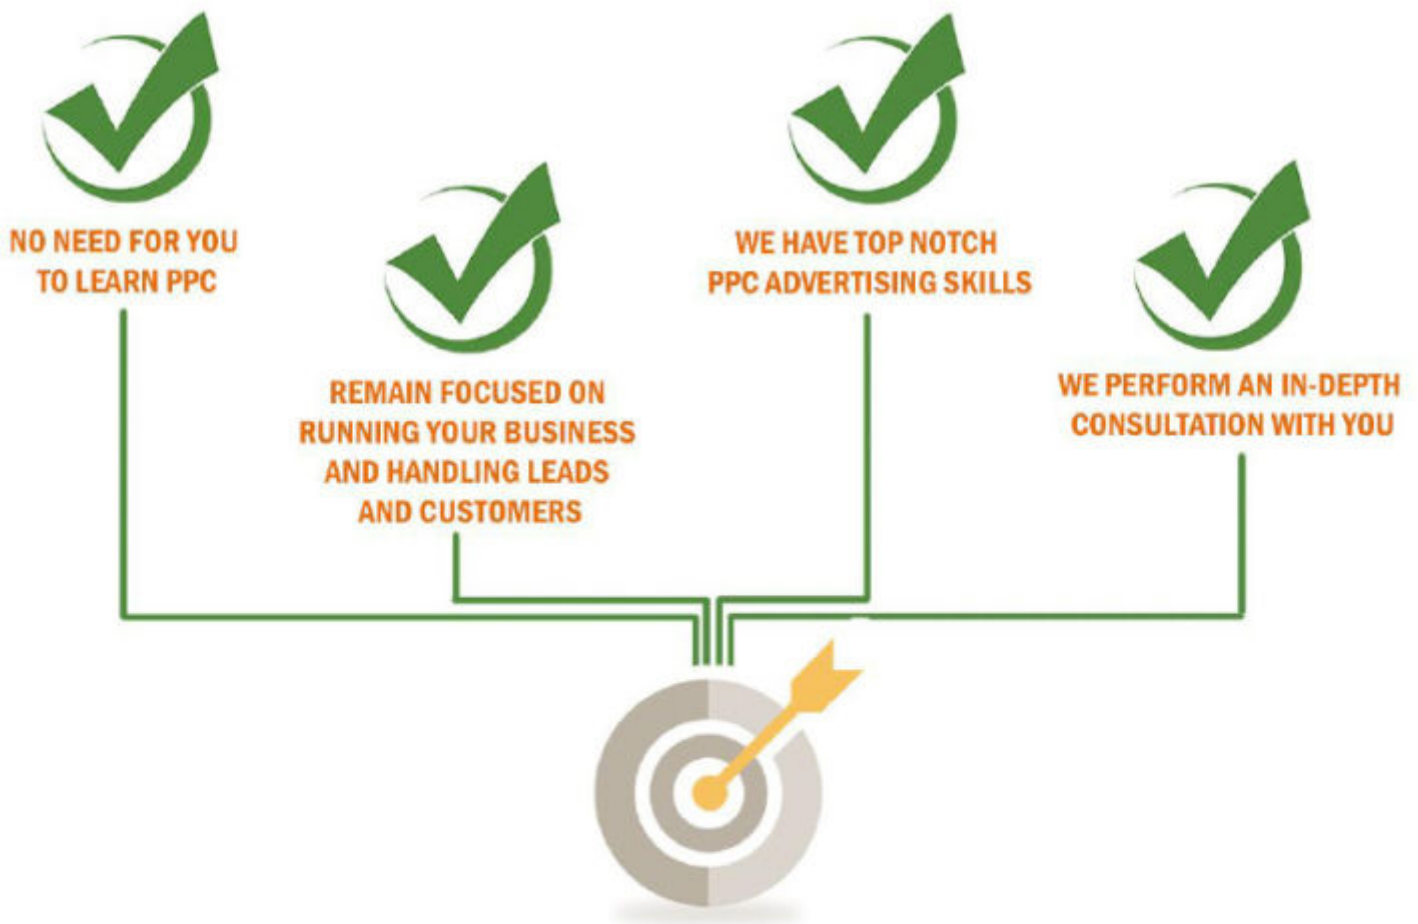 NO NEED FOR YOU
TO LEARN PPC
REMAIN FOCUSED ON
RUNNING YOUR BUSINESS
AND HANDLING LEADS
AND CUSTOMERS
WE HAVE TOP NOTCH
PPC ADVERTISING SKILLS
WE PERFORM AN IN-DEPTH
CONSULTATION WITH YOU